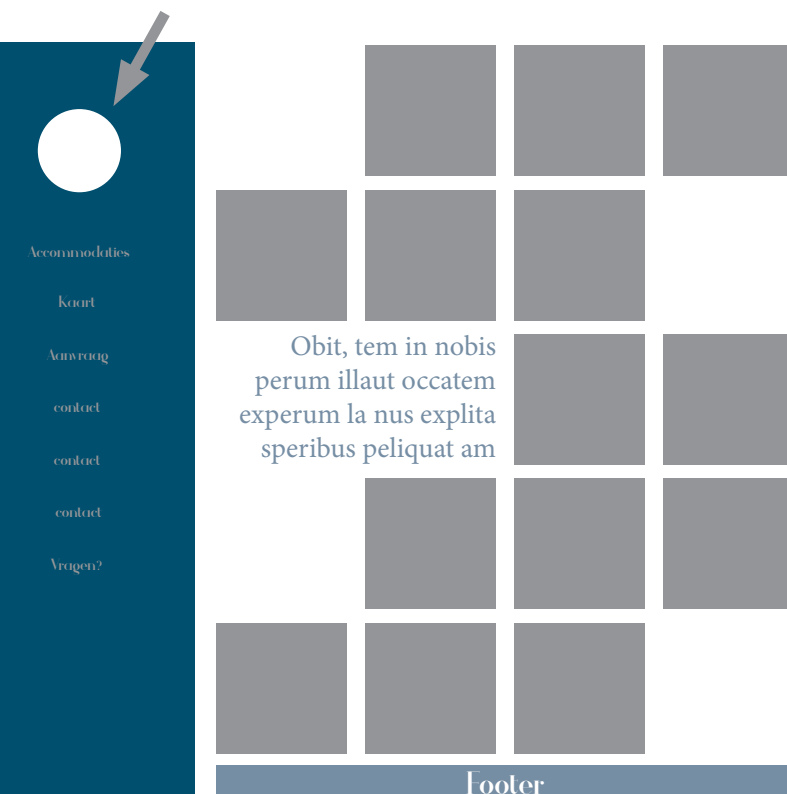 Accommodaties
Kaart
Aanvraag
contact
contact
contact
Vragen?
Obit, tem in nobis
perum illaut occatem
experum la nus explita
speribus peliquat am
Footer